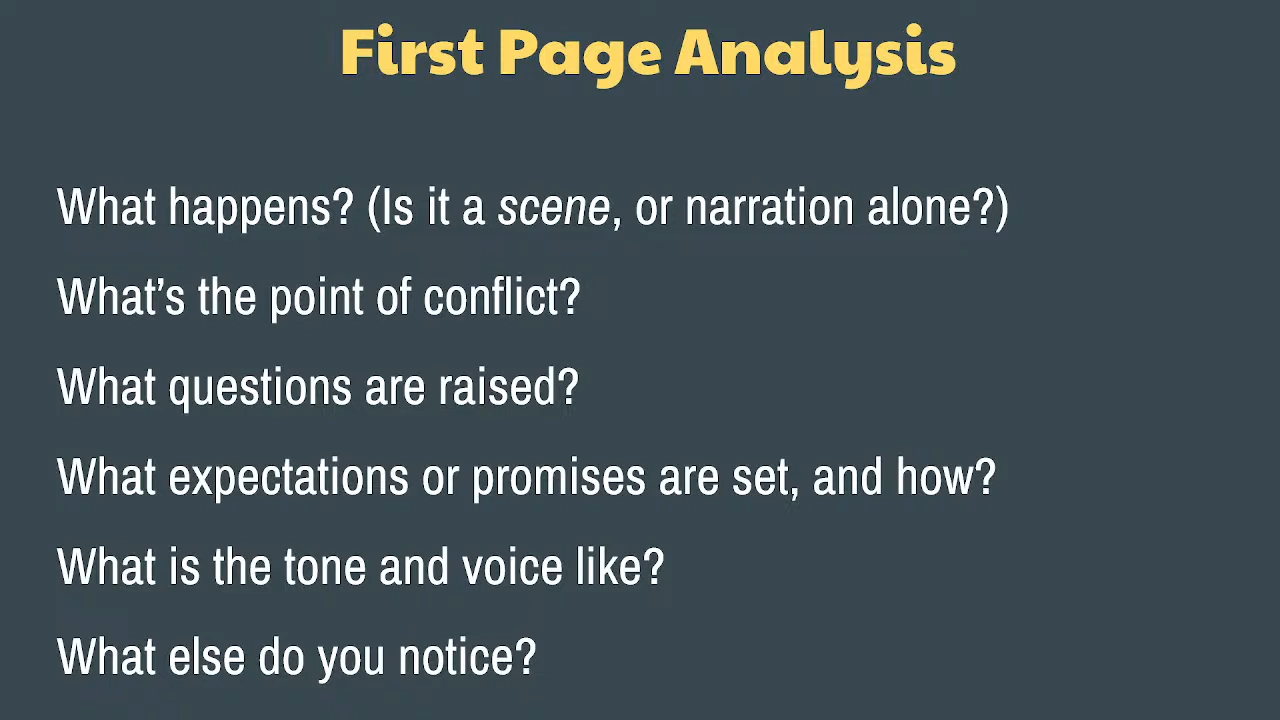 First Page Analysis
What happens? (Is it a scene, or narration alone?)
What’s the point of conflict?
What questions are raised?
What expectations or promises are set, and how?
What is the tone and voice like?
What else do you notice?